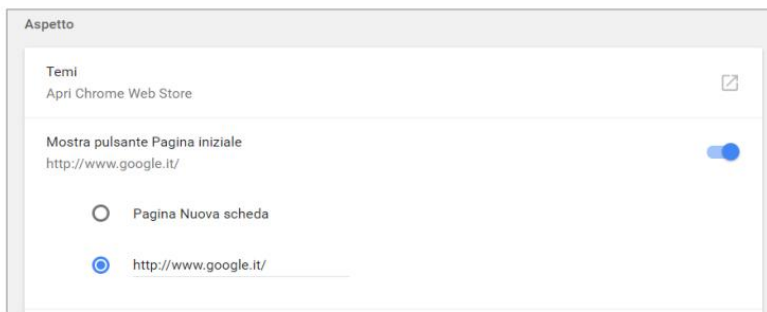 Aspetto
Temi
Apri Chrome Web Store
Mostra pulsante Pagina iniziale
http://www.google.it/
Pagina Nuova scheda
http://www.google.it/